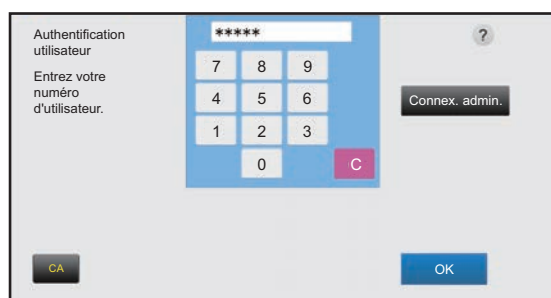 Authentification
utilisateur
Entrez votre
numéro
d'utilisateur.
*****
7 8 9
4 5 6
1 2 3
0 C
?
Connex. admin.
CA
OK